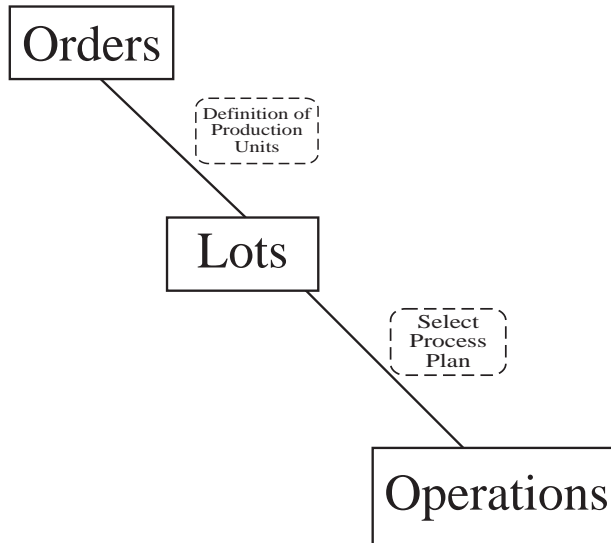 Orders
Definition of
Production
Units
Lots
Select
Process
Plan
Operations